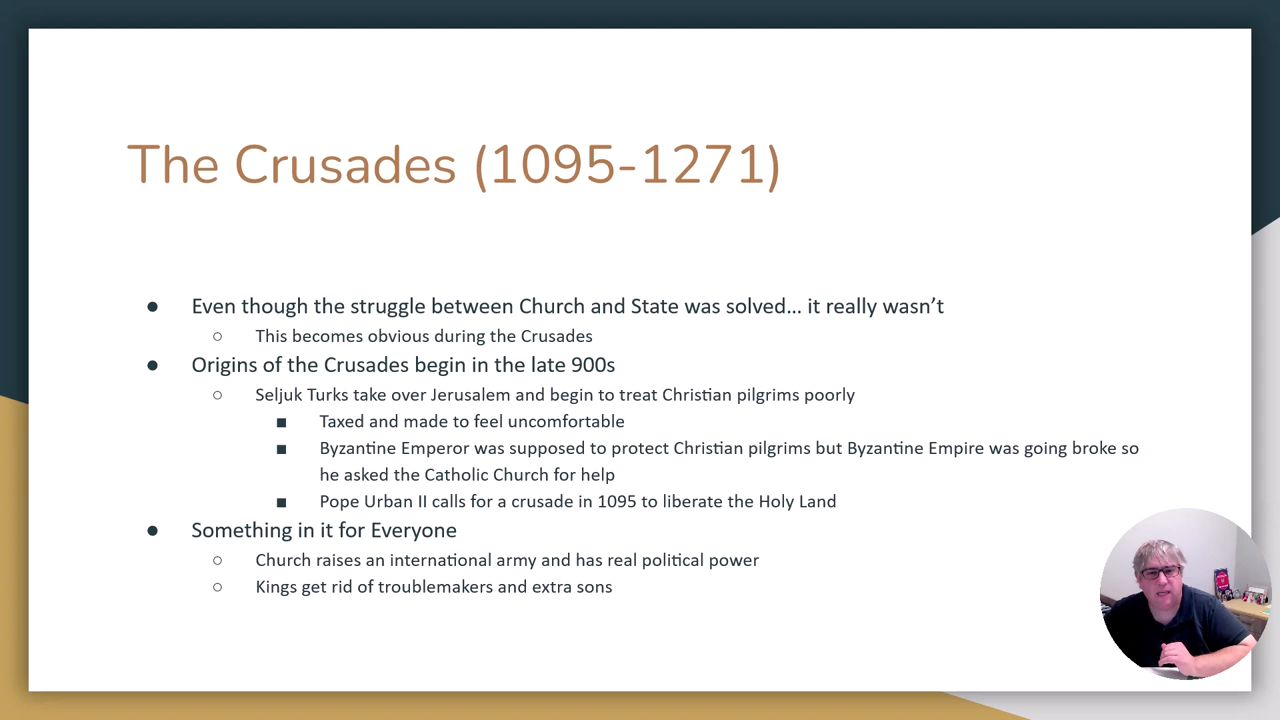 The Crusades (1095-1271)
● Even though the struggle between Church and State was solved… it really wasn’t
○ This becomes obvious during the Crusades
● Origins of the Crusades begin in the late 900s
○ Seljuk Turks take over Jerusalem and begin to treat Christian pilgrims poorly
■ Taxed and made to feel uncomfortable
■ Byzantine Emperor was supposed to protect Christian pilgrims but Byzantine Empire was going broke so
he asked the Catholic Church for help
■ Pope Urban II calls for a crusade in 1095 to liberate the Holy Land
● Something in it for Everyone
○ Church raises an international army and has real political power
○ Kings get rid of troublemakers and extra sons